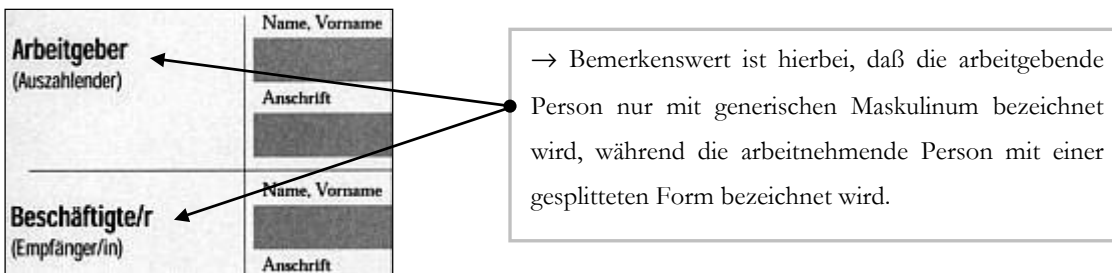 Name, Vorname
Arbeitgeber
(Auszahlender)
Anschrift
Name, Vorname
Beschäftigte/r
(Empfänger/in)
Anschrift
→ Bemerkenswert ist hierbei, daß die arbeitgebende
Person nur mit generischen Maskulinum bezeichnet
wird, während die arbeitnehmende Person mit einer
gesplitteten Form bezeichnet wird.